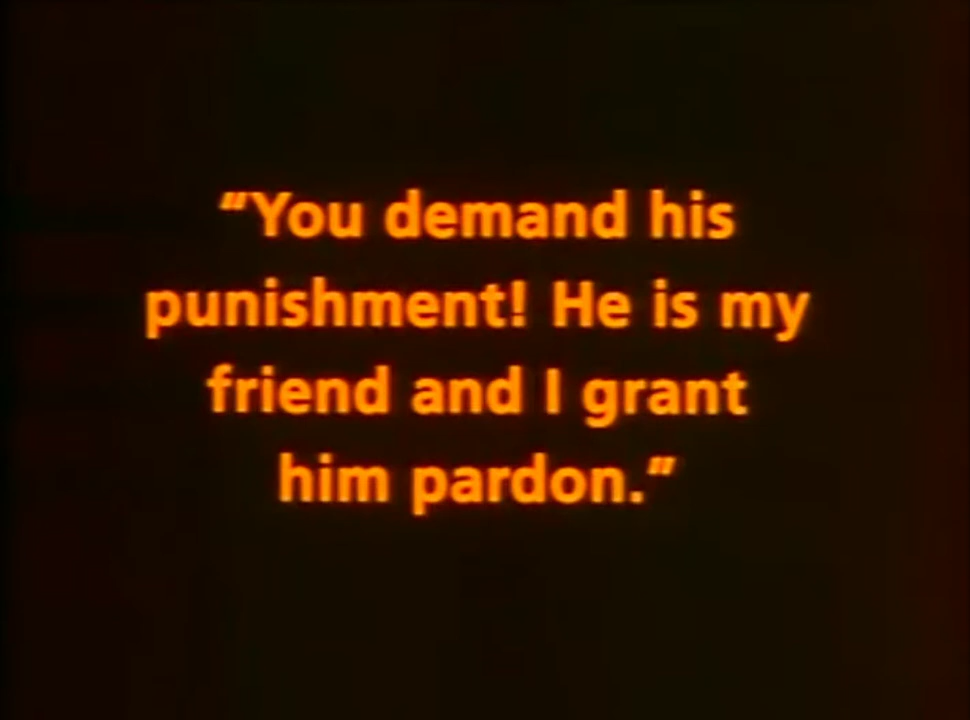 “You demand his
punishment! He is my
friend and I grant
him pardon.”